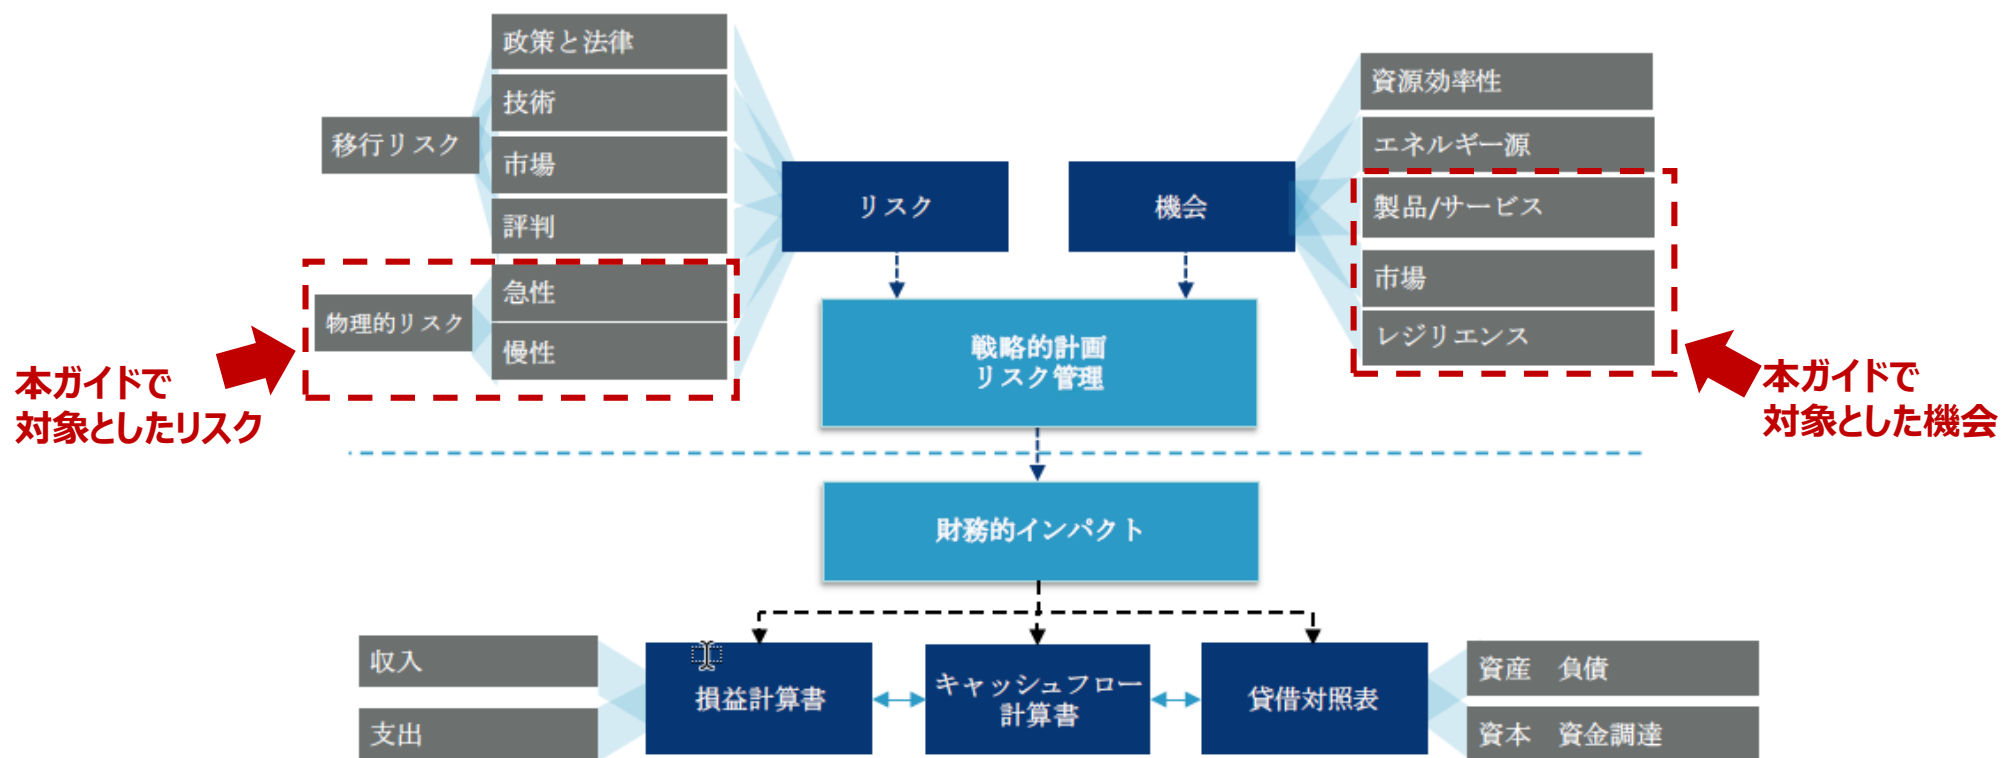 政策と法律
技術
移行リスク
市場
評判
急性
物理的リスク
慢性
本ガイドで
対象としたリスク
リスク
機会
資源効率性
エネルギー源
製品/サービス
市場
レジリエンス
本ガイドで
対象とした機会
戦略的計画
リスク管理
財務的インパクト
収入
支出
損益計算書
キャッシュフロー
計算書
貸借対照表
資産　負債
資本　資金調達